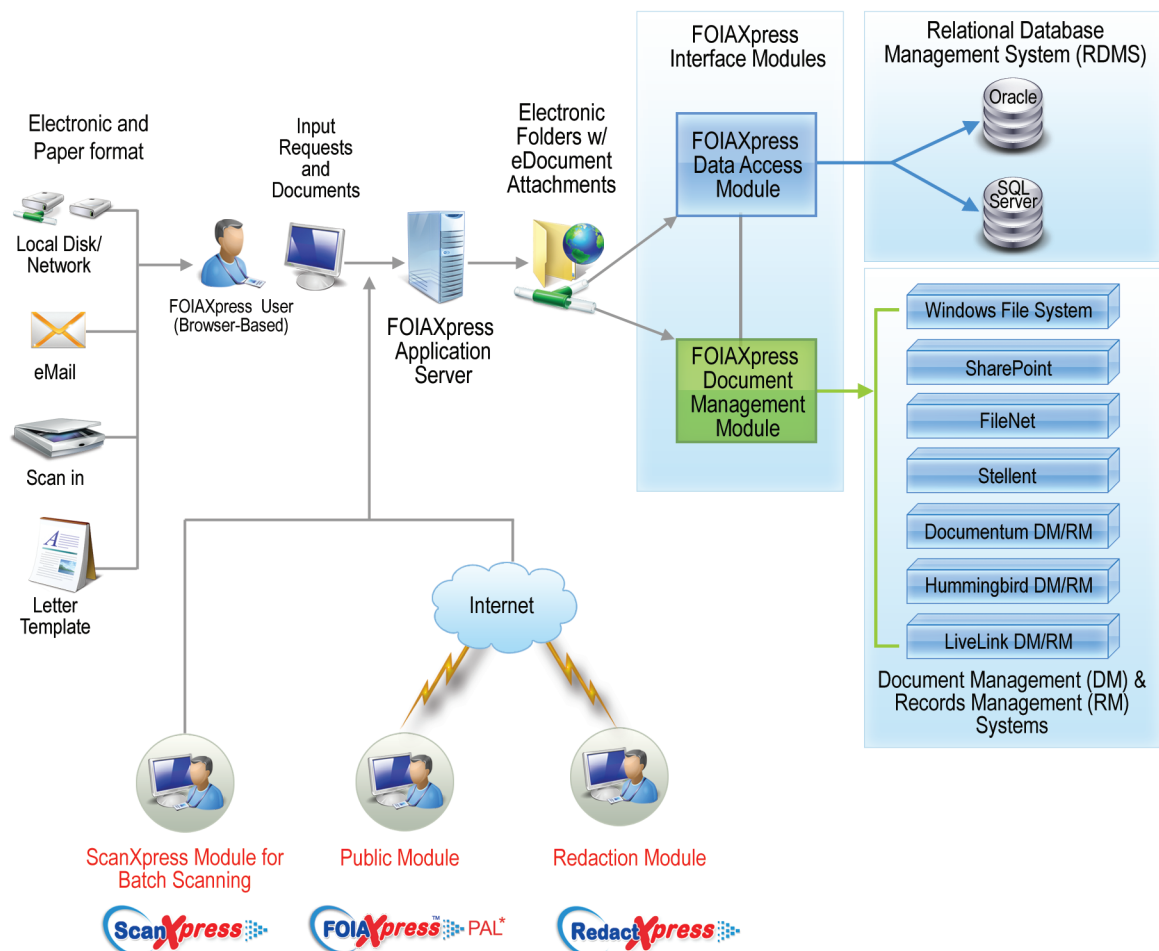 FOIAXpress
Interface Modules
Relational Database
Management System (RDMS)
Oracle
SQL
Server
Electronic and
Paper format
Input
Requests
and
Documents
Electronic
Folders w/
eDocument
Attachments
FOIAXpress
Data Access
Module
Local Disk/
Network
FOIAXpress User
(Browser-Based)
FOIAXpress
Application
Server
eMail
Scan in
Letter
Template
FOIAXpress
Document
Management
Module
Windows File System
SharePoint
FileNet
Stellent
Documentum DM/RM
Hummingbird DM/RM
LiveLink DM/RM
Document Management (DM) &
Records Management (RM)
Systems
Internet
ScanXpress Module for
Batch Scanning
Public Module
Redaction Module
ScanXpress
FOIAXpress™ PAL*
RedactXpress